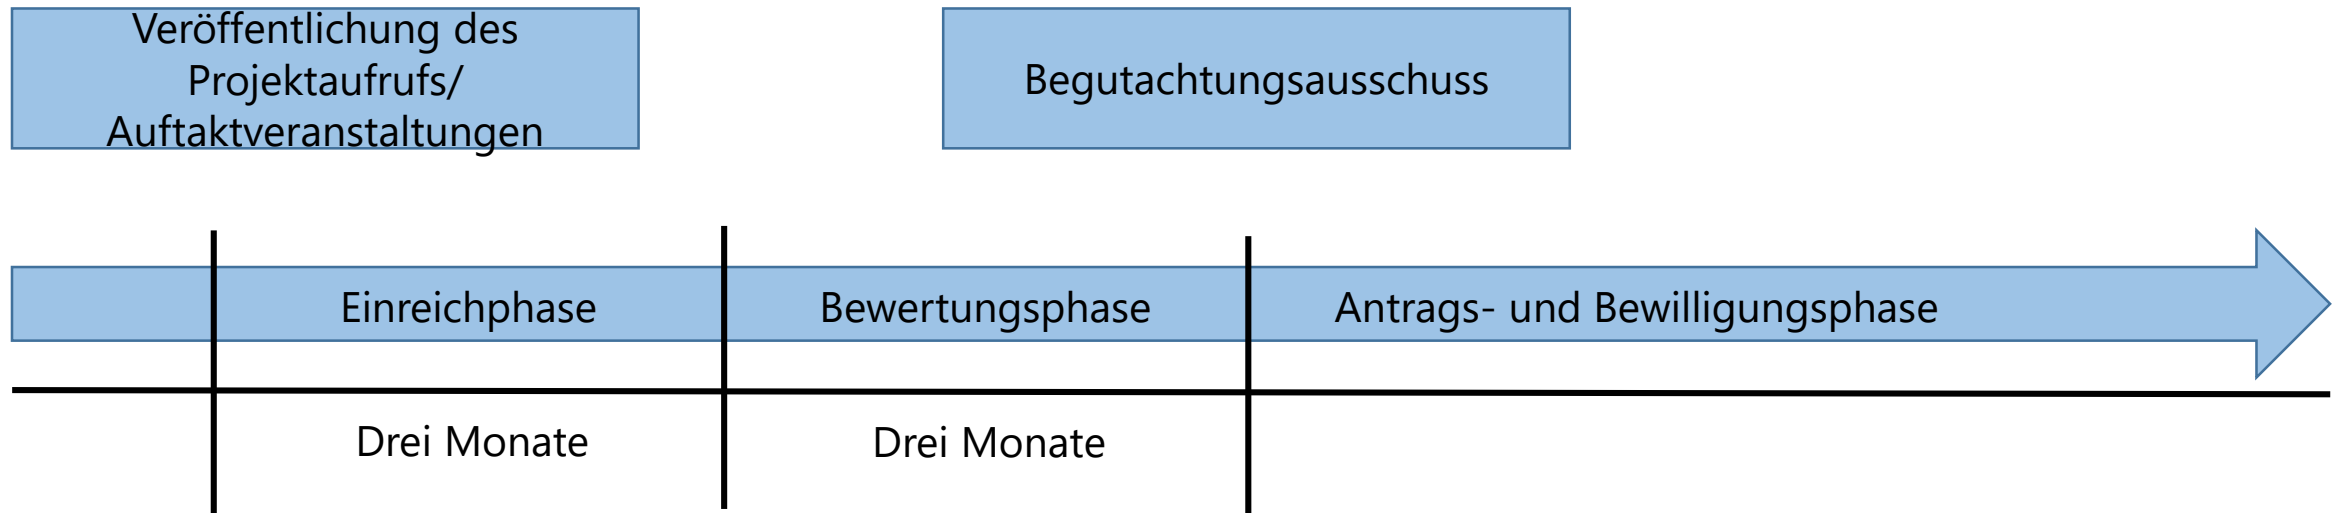 Veröffentlichung des
Projektaufrufs/
Auftaktveranstaltungen
Begutachtungsausschuss
Einreichphase
Bewertungsphase
Antrags- und Bewilligungsphase
Drei Monate
Drei Monate